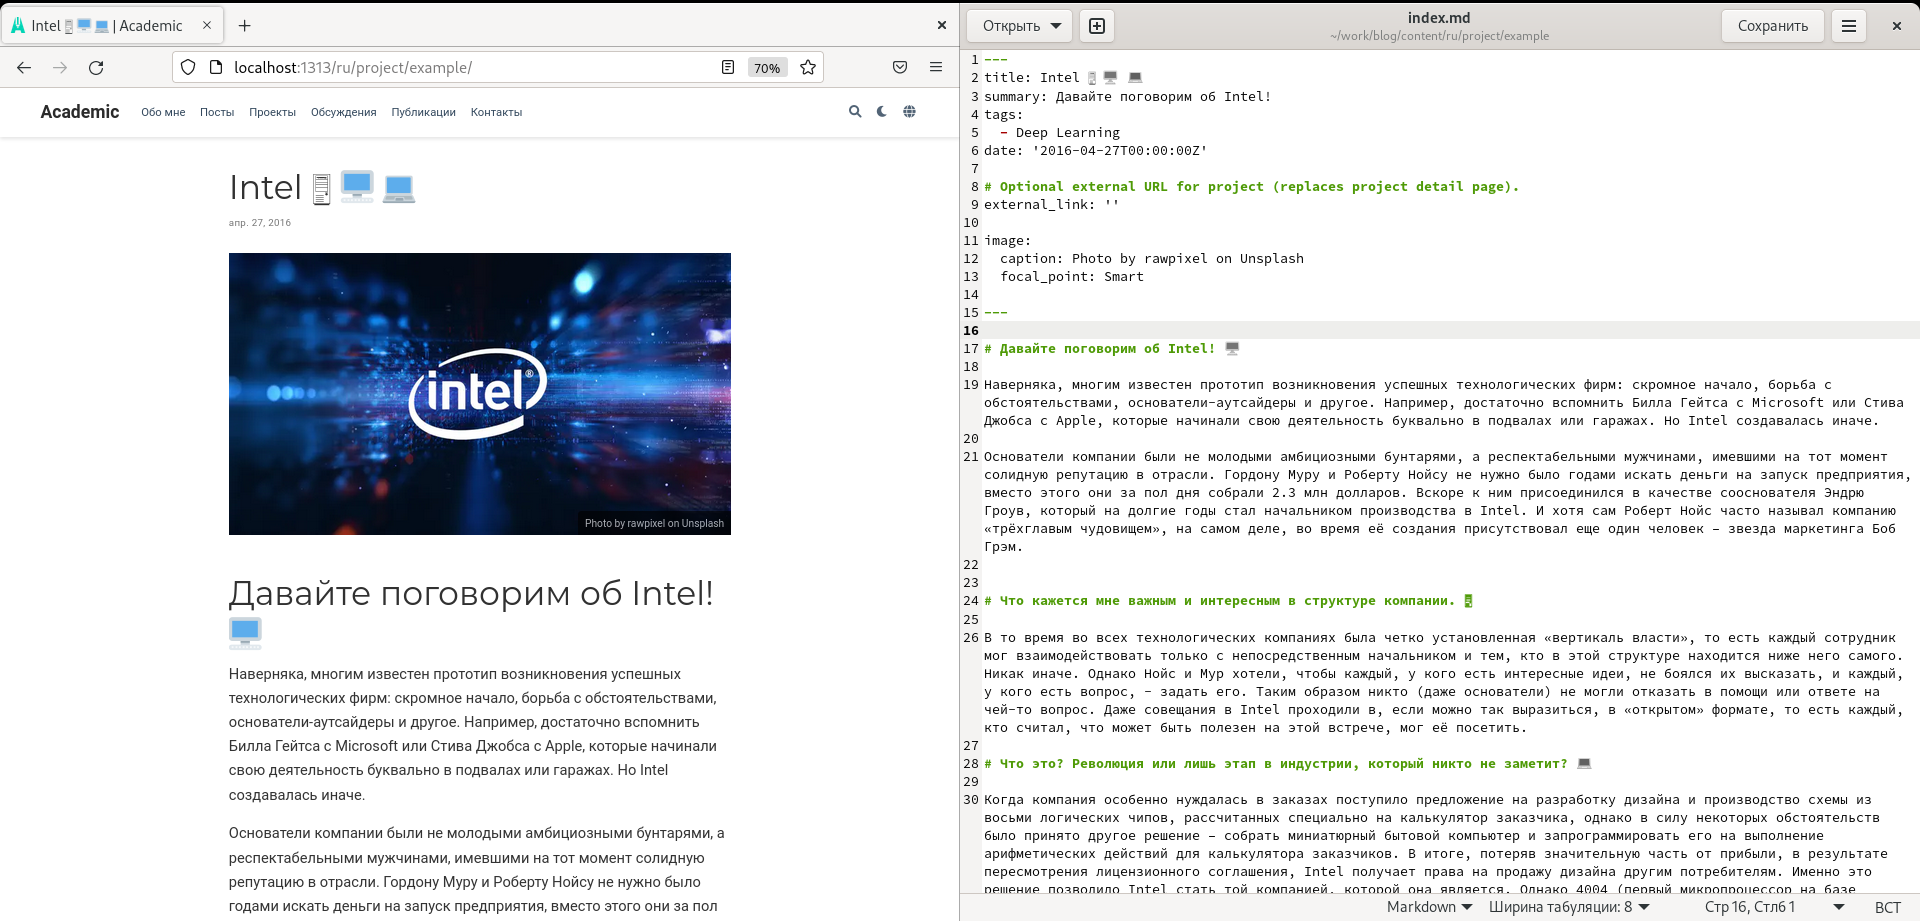 Intel 🖥️💻 | Academic
localhost:1313/ru/project/example/
70%
Academic
Обо мне
Посты
Проекты
Обсуждения
Публикации
Контакты
Intel
апр. 27, 2016
intel®
Photo by rawpixel on Unsplash
Давайте поговорим об Intel!
Наверняка, многим известен прототип возникновения успешных
технологических фирм: скромное начало, борьба с обстоятельствами,
основатели-аутсайдеры и другое. Например, достаточно вспомнить
Билла Гейтса с Microsoft или Стива Джобса с Apple, которые начинали
свою деятельность буквально в подвалах или гаражах. Но Intel
создавалась иначе.
Основатели компании были не молодыми амбициозными бунтарями, а
респектабельными мужчинами, имевшими на тот момент солидную
репутацию в отрасли. Гордону Муру и Роберту Нойсу не нужно было
годами искать деньги на запуск предприятия, вместо этого они за пол
Открыть
index.md
~/work/blog/content/ru/project/example
Сохранить
1 ---
2 title: Intel
3 summary: Давайте поговорим об Intel!
4 tags:
5   - Deep Learning
6 date: '2016-04-27T00:00:00Z'
7
8 # Optional external URL for project (replaces project detail page).
9 external_link: ''
10
11 image:
12   caption: Photo by rawpixel on Unsplash
13   focal_point: Smart
14
15 ---
16
17 # Давайте поговорим об Intel!
18
19 Наверняка, многим известен прототип возникновения успешных технологических фирм: скромное начало, борьба с
обстоятельствами, основатели-аутсайдеры и другое. Например, достаточно вспомнить Билла Гейтса с Microsoft или Стива
Джобса с Apple, которые начинали свою деятельность буквально в подвалах или гаражах. Но Intel создавалась иначе.
20
21 Основатели компании были не молодыми амбициозными бунтарями, а респектабельными мужчинами, имевшими на тот момент
солидную репутацию в отрасли. Гордону Муру и Роберту Нойсу не нужно было годами искать деньги на запуск предприятия,
вместо этого они за пол дня собрали 2.3 млн долларов. Вскоре к ним присоединился в качестве сооснователя Эндрю
Гроув, который на долгие годы стал начальником производства в Intel. И хотя сам Роберт Нойс часто называл компанию
«трёхглавым чудовищем», на самом деле, во время её создания присутствовал еще один человек – звезда маркетинга Боб
Грэм.
22
23
24 # Что кажется мне важным и интересным в структуре компании.
25
26 В то время во всех технологических компаниях была четко установленная «вертикаль власти», то есть каждый сотрудник
мог взаимодействовать только с непосредственным начальником и тем, кто в этой структуре находится ниже него самого.
Никак иначе. Однако Нойс и Мур хотели, чтобы каждый, у кого есть интересные идеи, не боялся их высказать, и каждый,
у кого есть вопрос, – задать его. Таким образом никто (даже основатели) не могли отказать в помощи или ответе на
чей-то вопрос. Даже совещания в Intel проходили в, если можно так выразиться, в «открытом» формате, то есть каждый,
кто считал, что может быть полезен на этой встрече, мог её посетить.
27
28 # Что это? Революция или лишь этап в индустрии, который никто не заметит?
29
30 Когда компания особенно нуждалась в заказах поступило предложение на разработку дизайна и производство схемы из
восьми логических чипов, рассчитанных специально на калькулятор заказчика, однако в силу некоторых обстоятельств
было принято другое решение – собрать миниатюрный бытовой компьютер и запрограммировать его на выполнение
арифметических действий для калькулятора заказчиков. В итоге, потеряв значительную часть от прибыли, в результате
пересмотрения лицензионного соглашения, Intel получает права на продажу дизайна другим потребителям. Именно это
решение позволило Intel стать той компанией, которой она является. Однако 4004 (первый микропроцессор на базе
Markdown
Ширина табуляции: 8
Стр 16, Стлб 1
ВСТ